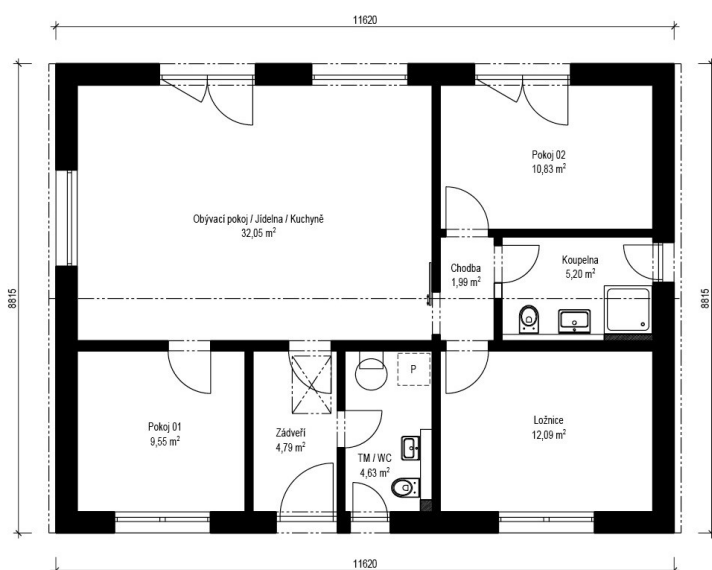 11620
8815
8815
Obývací pokoj / Jídelna / Kuchyně
32,05 m²
Pokoj 02
10,83 m²
Chodba
1,99 m²
Koupelna
5,20 m²
Pokoj 01
9,55 m²
Zádveří
4,79 m²
P
TM / WC
4,63 m²
Ložnice
12,09 m²
11620